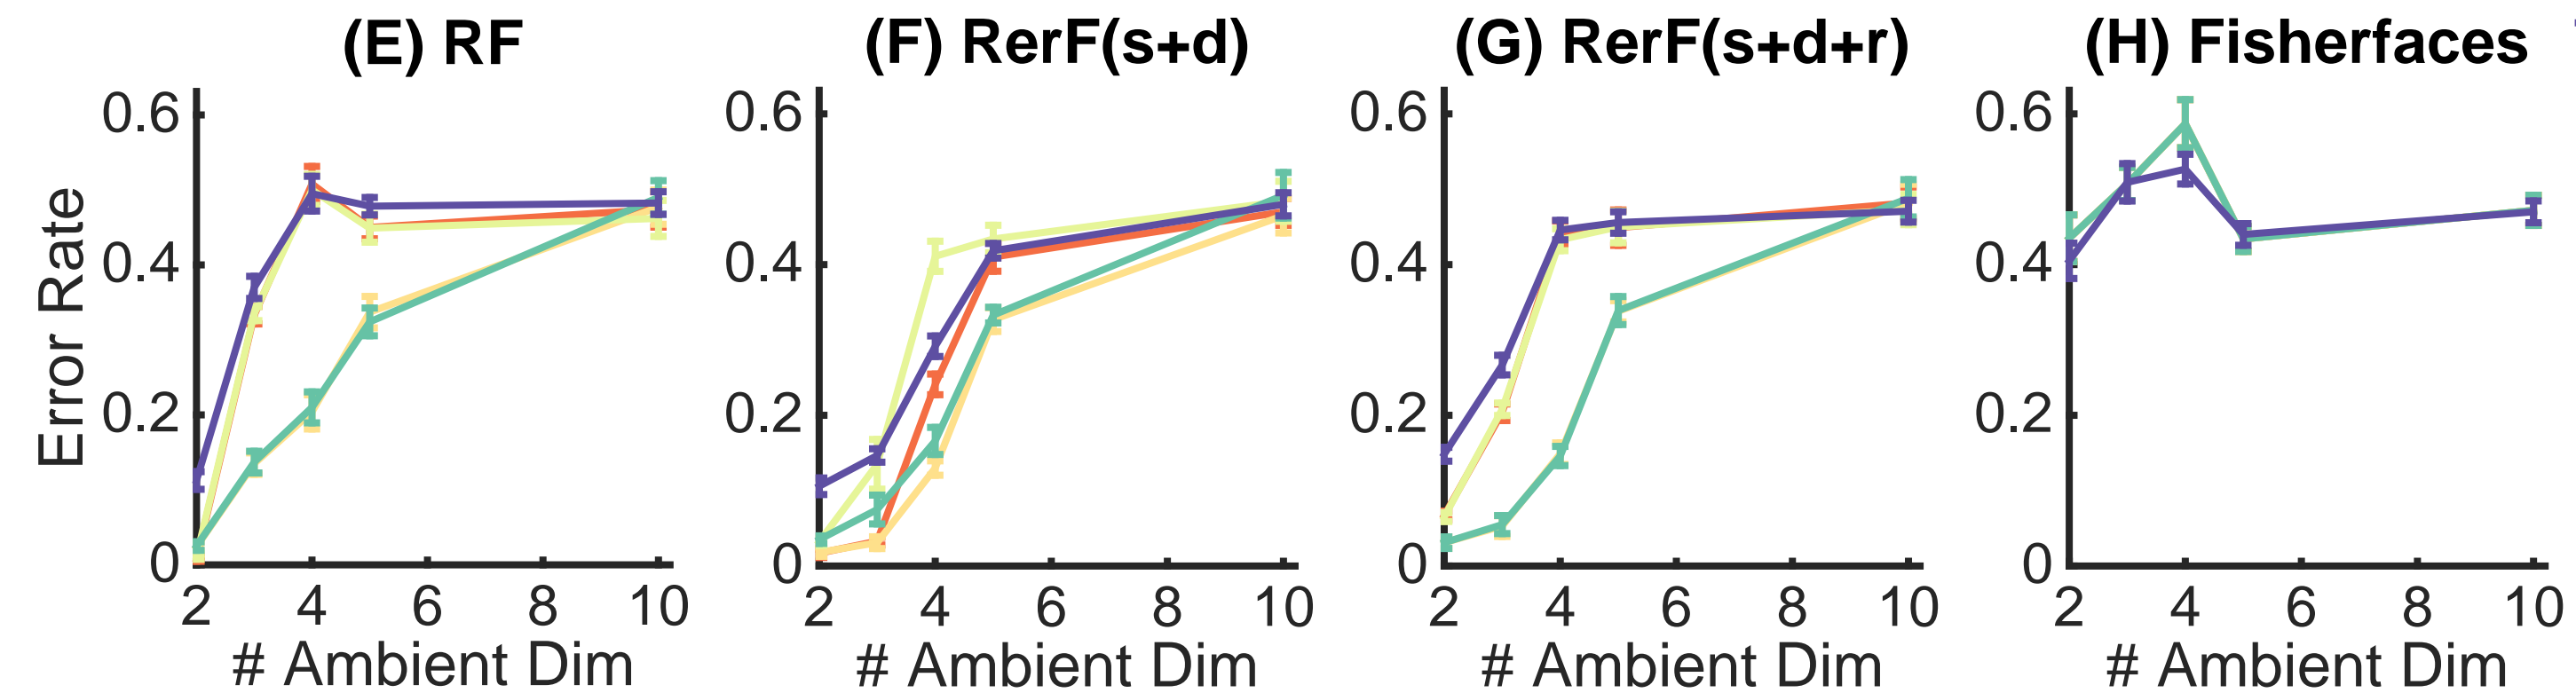 (E) RF (F) RerF(s+d) (G) RerF(s+d+r) (H) Fisherfaces
0.6 0.6 0.6 0.6
Error Rate
0.4 0.4 0.4 0.4
0.2 0.2 0.2 0.2
0 0 0 0
2 4 6 8 10 2 4 6 8 10 2 4 6 8 10 2 4 6 8 10
# Ambient Dim # Ambient Dim # Ambient Dim # Ambient Dim